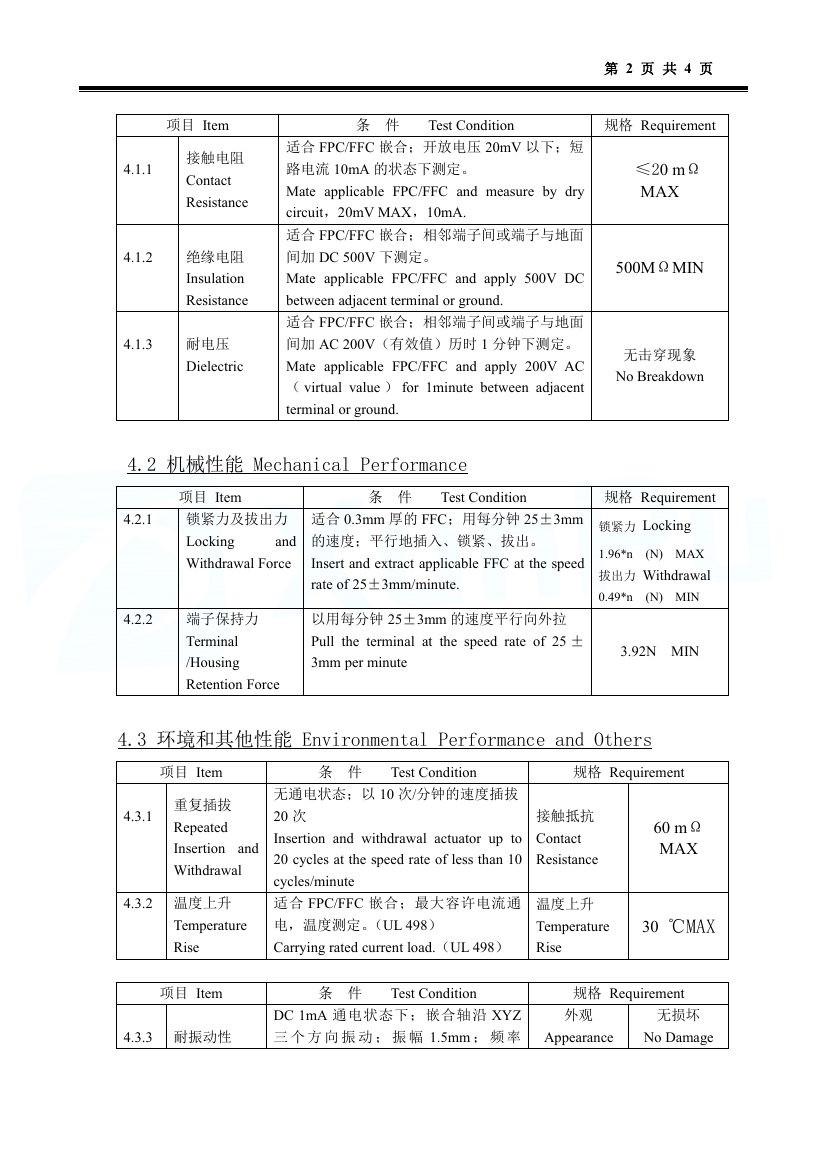 第 2 页 共 4 页
项目 Item 条 件 Test Condition 规格 Requirement
4.1.1
接触电阻
Contact
Resistance
适合 FPC/FFC 嵌合；开放电压 20mV 以下；短
路电流 10mA 的状态下测定。
Mate applicable FPC/FFC and measure by dry
circuit，20mV MAX，10mA.
≤20 mΩ
MAX
4.1.2
绝缘电阻
Insulation
Resistance
适合 FPC/FFC 嵌合；相邻端子间或端子与地面
间加 DC 500V 下测定。
Mate applicable FPC/FFC and apply 500V DC
between adjacent terminal or ground.
500MΩMIN
4.1.3
耐电压
Dielectric
适合 FPC/FFC 嵌合；相邻端子间或端子与地面
间加 AC 200V（有效值）历时 1 分钟下测定。
Mate applicable FPC/FFC and apply 200V AC
（virtual value）for 1minute between adjacent
terminal or ground.
无击穿现象
No Breakdown
4.2 机械性能 Mechanical Performance
项目 Item 条 件 Test Condition 规格 Requirement
4.2.1
锁紧力及拔出力
Locking and
Withdrawal Force
适合 0.3mm 厚的 FFC；用每分钟 25±3mm
的速度；平行地插入、锁紧、拔出。
Insert and extract applicable FFC at the speed
rate of 25±3mm/minute.
锁紧力 Locking
1.96*n (N) MAX
拔出力 Withdrawal
0.49*n (N) MIN
4.2.2
端子保持力
Terminal
/Housing
Retention Force
以用每分钟 25±3mm 的速度平行向外拉
Pull the terminal at the speed rate of 25 ±
3mm per minute
3.92N MIN
4.3 环境和其他性能 Environmental Performance and Others
项目 Item 条 件 Test Condition 规格 Requirement
4.3.1
重复插拔
Repeated
Insertion and
Withdrawal
无通电状态；以 10 次/分钟的速度插拔
20 次
Insertion and withdrawal actuator up to
20 cycles at the speed rate of less than 10
cycles/minute
接触抵抗
Contact
Resistance
60 mΩ
MAX
4.3.2
温度上升
Temperature
Rise
适合 FPC/FFC 嵌合；最大容许电流通
电，温度测定。（UL 498）
Carrying rated current load.（UL 498）
温度上升
Temperature
Rise
30 ℃MAX
项目 Item 条 件 Test Condition 规格 Requirement
4.3.3
耐振动性
DC 1mA 通电状态下；嵌合轴沿 XYZ
三个方向振动；振幅 1.5mm；频率
外观
Appearance
无损坏
No Damage